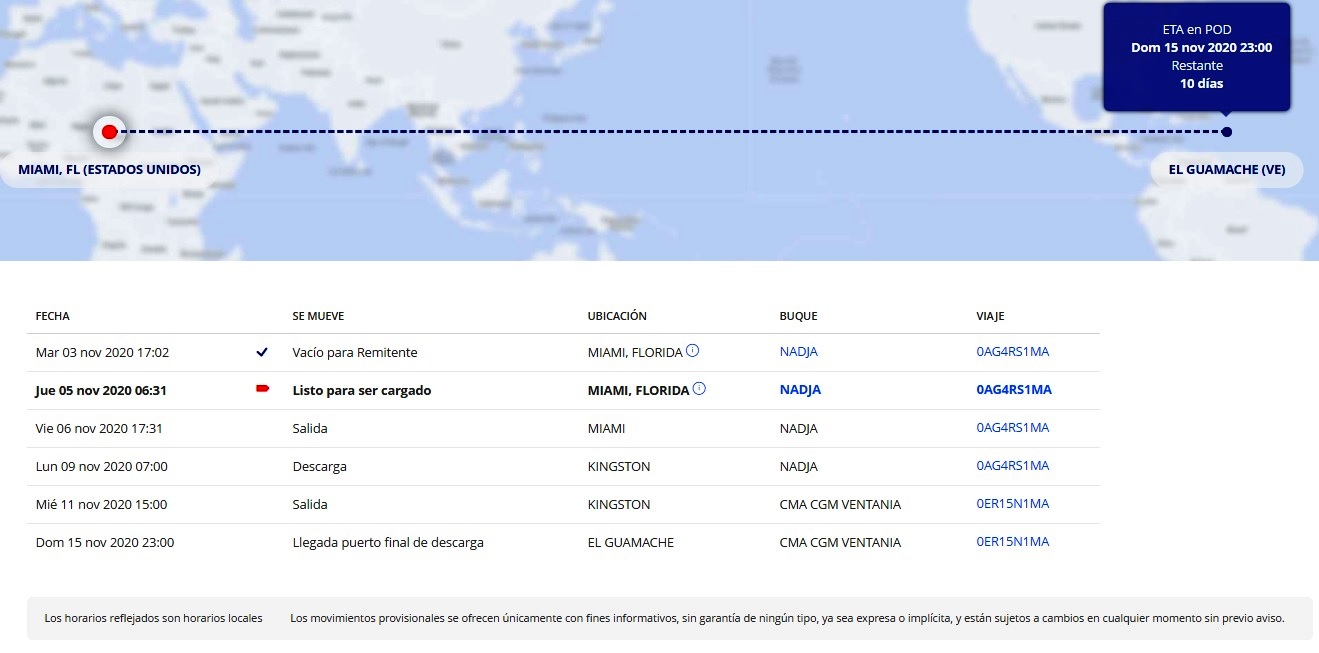 ETA en POD
Dom 15 nov 2020 23:00
Restante
10 días
MIAMI, FL (ESTADOS UNIDOS)
EL GUAMACHE (VE)
FECHA SE MUEVE UBICACIÓN BUQUE VIAJE
Mar 03 nov 2020 17:02 Vacío para Remitente MIAMI, FLORIDA NADJA 0AG4RS1MA
Jue 05 nov 2020 06:31 Listo para ser cargado MIAMI, FLORIDA NADJA 0AG4RS1MA
Vie 06 nov 2020 17:31 Salida MIAMI NADJA 0AG4RS1MA
Lun 09 nov 2020 07:00 Descarga KINGSTON NADJA 0AG4RS1MA
Mié 11 nov 2020 15:00 Salida KINGSTON CMA CGM VENTANIA 0ER15N1MA
Dom 15 nov 2020 23:00 Llegada puerto final de descarga EL GUAMACHE CMA CGM VENTANIA 0ER15N1MA
Los horarios reflejados son horarios locales Los movimientos provisionales se ofrecen únicamente con fines informativos, sin garantía de ningún tipo, ya sea expresa o implícita, y están sujetos a cambios en cualquier momento sin previo aviso.